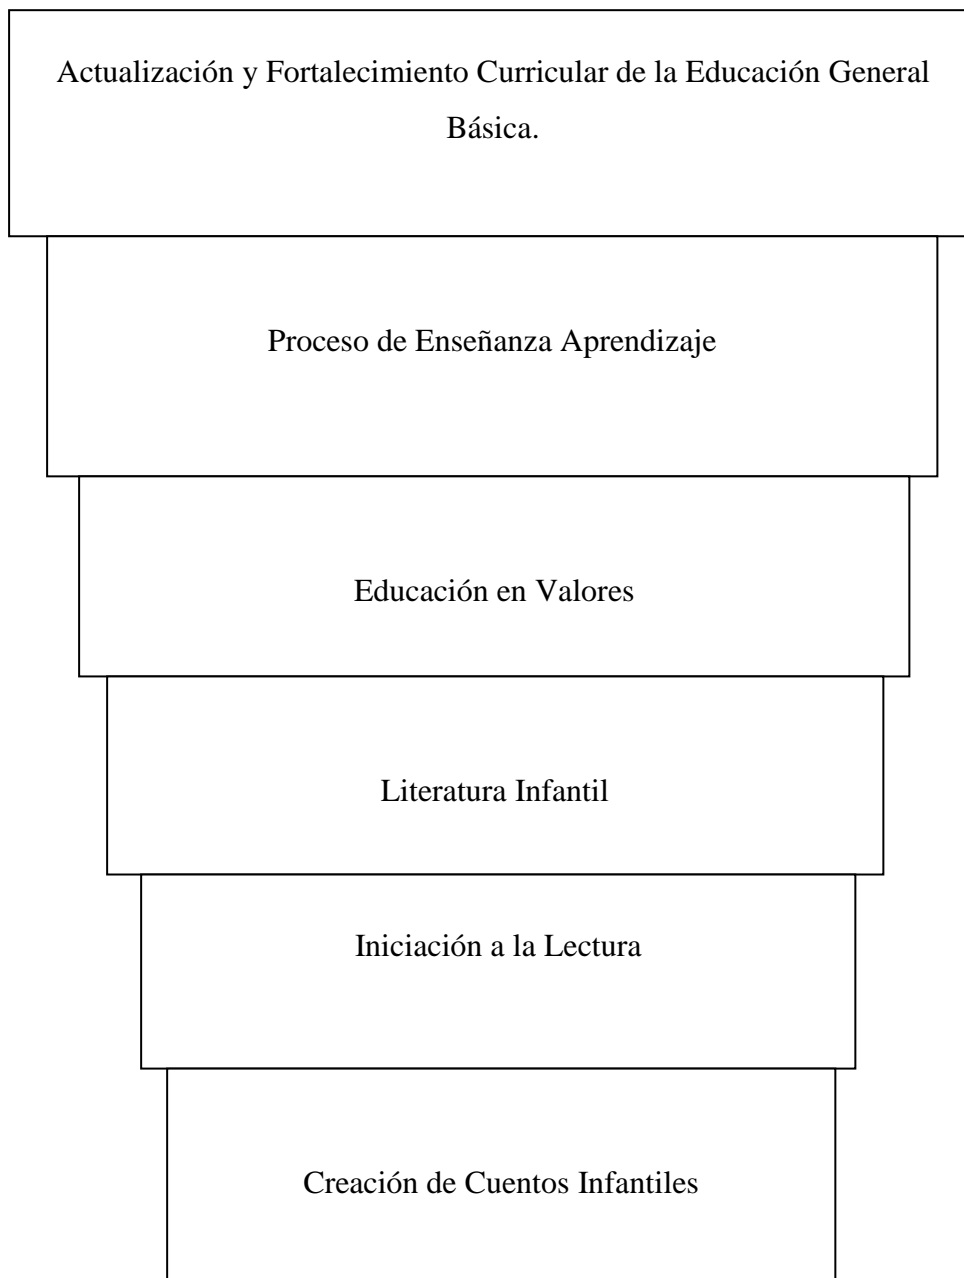 Actualización y Fortalecimiento Curricular de la Educación General
Básica.
Proceso de Enseñanza Aprendizaje
Educación en Valores
Literatura Infantil
Iniciación a la Lectura
Creación de Cuentos Infantiles